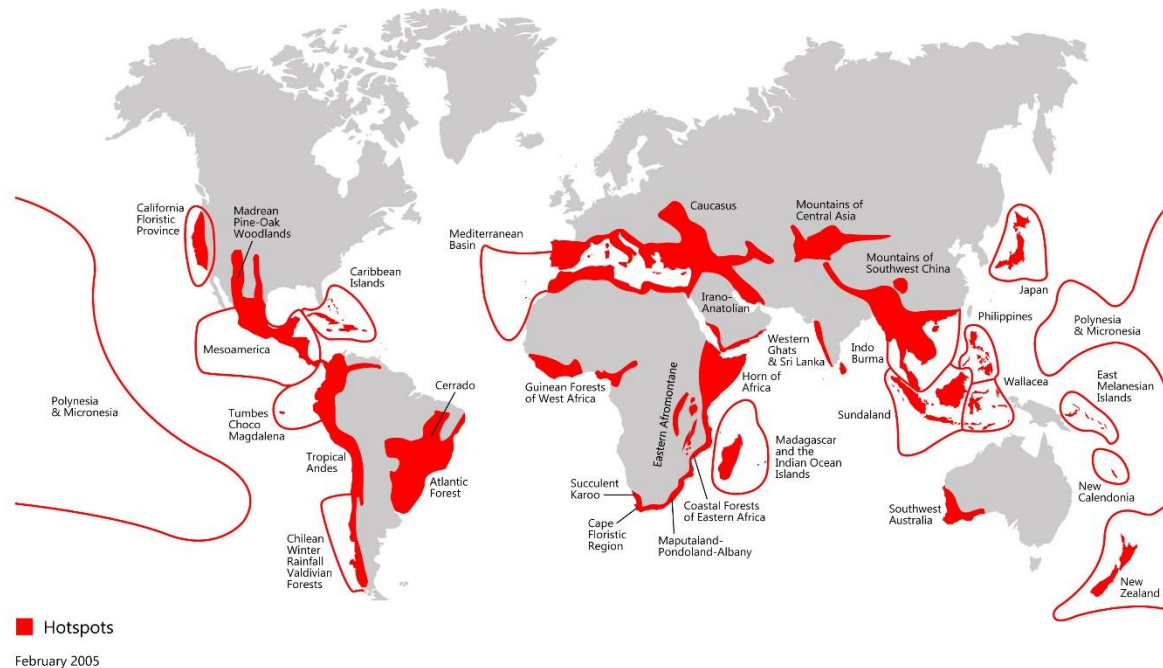 California
Floristic
Province
Madrean
Pine-Oak
Woodlands
Caribbean
Islands
Mesoamerica
Polynesia
& Micronesia
Tumbes
Choco
Magdalena
Tropical
Andes
Cerrado
Atlantic
Forest
Chilean
Winter
Rainfall
Valdivian
Forests
Mediterranean
Basin
Caucasus
Mountains of
Central Asia
Irano-
Anatolian
Mountains of
Southwest China
Japan
Guinean Forests
of West Africa
Eastern Afromontane
Horn of
Africa
Western
Ghats
& Sri Lanka
Indo
Burma
Philippines
Polynesia
& Micronesia
Sundaland
Wallacea
East
Melanesian
Islands
Madagascar
and the
Indian Ocean
Islands
Succulent
Karoo
Cape
Floristic
Region
Coastal Forests
of Eastern Africa
Maputaland-
Pondoland-Albany
Southwest
Australia
New
Calendonia
New
Zealand
Hotspots
February 2005